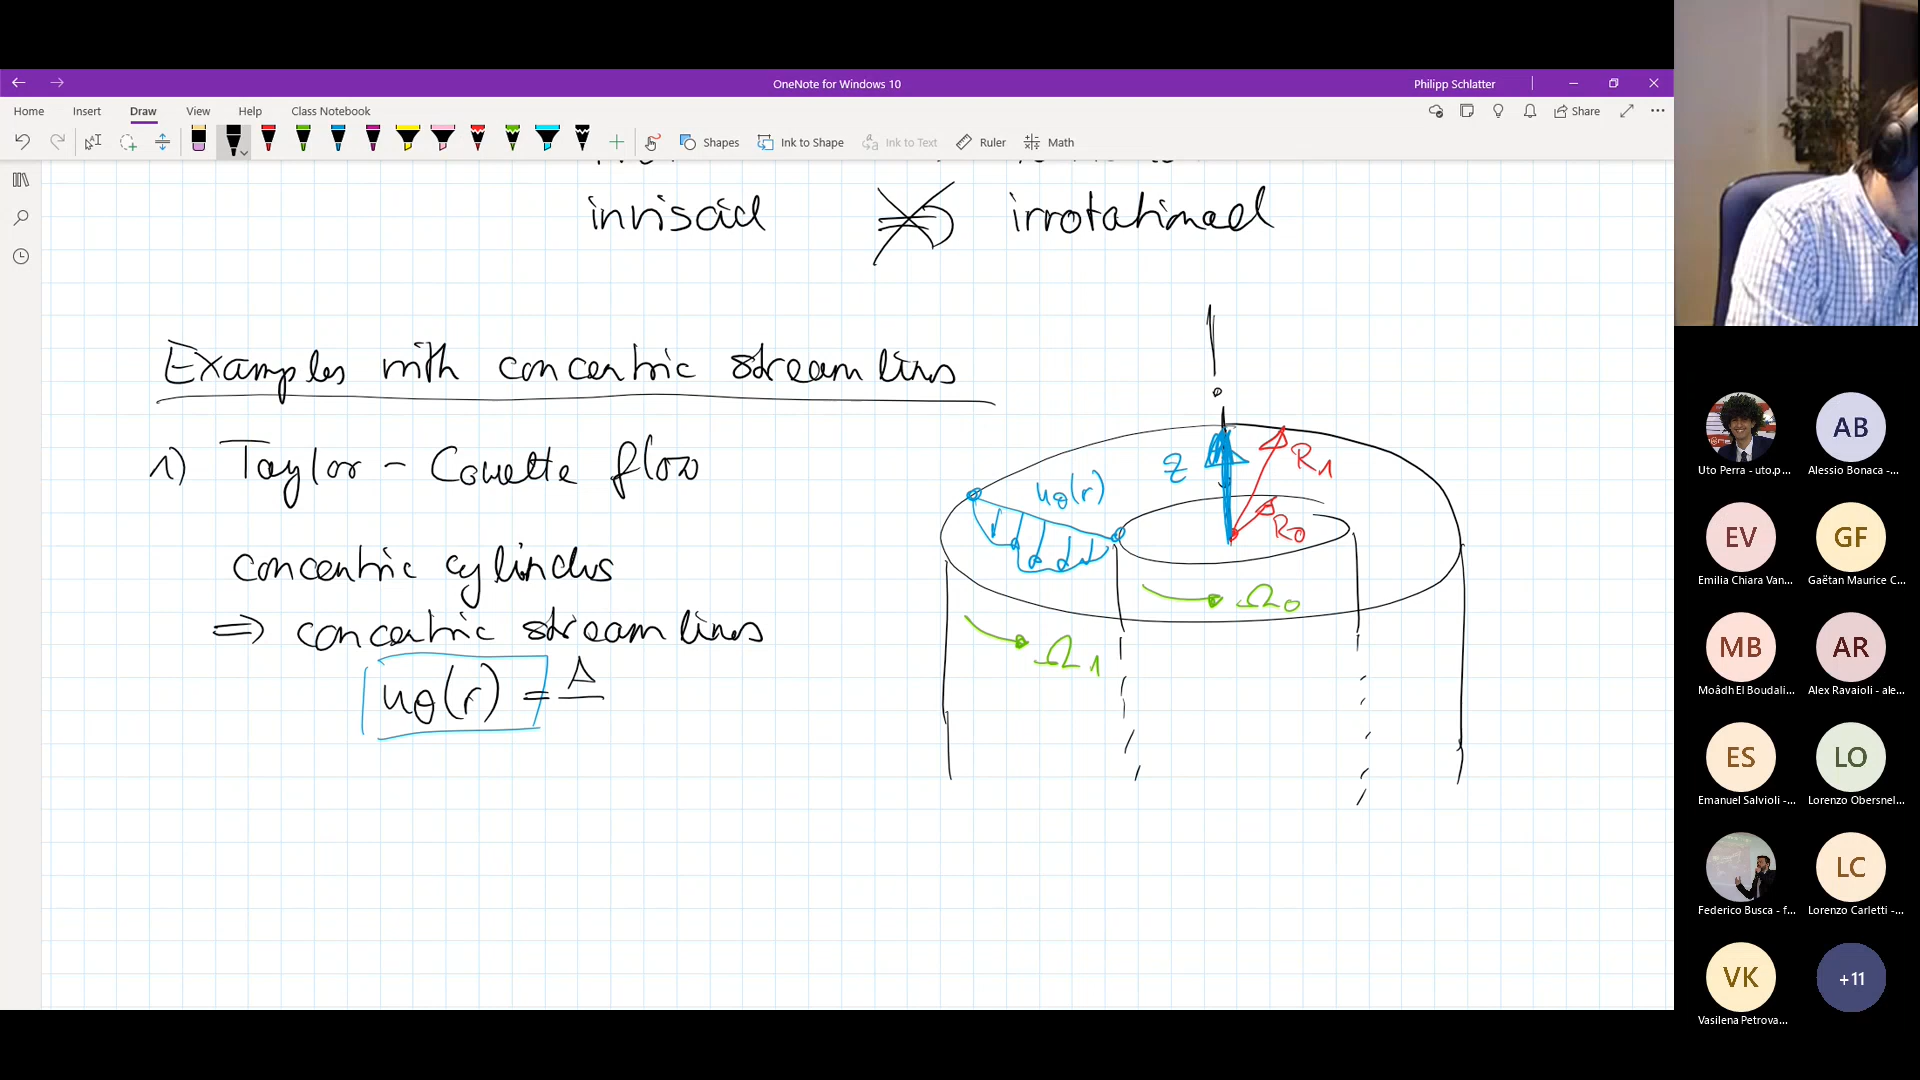 OneNote for Windows 10
Philipp Schlatter
Home Insert Draw View Help Class Notebook
Share
Shapes Ink to Shape Ink to Text Ruler Math
inviscid ⇒ irrotational
Examples with concentric streamlines
1) Taylor - Couette flow
concentric cylinders
⇒ concentric streamlines
uθ(r) =
z
uθ(r)
R1
R0
Ω0
Ω1
Uto Perra - uto.p...
AB
Alessio Bonaca -...
EV
Emilia Chiara Van...
GF
Gaëtan Maurice C...
MB
Moâdh El Boudali...
AR
Alex Ravaioli - ale...
ES
Emanuel Salvioli -...
LO
Lorenzo Obersnel...
Federico Busca - f...
LC
Lorenzo Carletti -...
VK
Vasilena Petrova...
+11